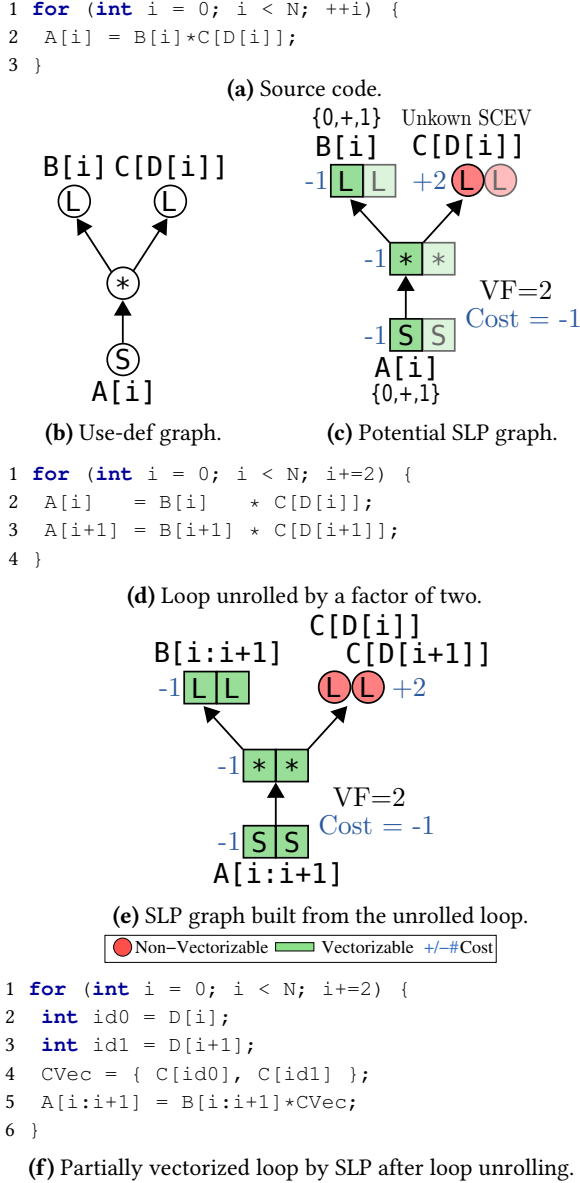 1 for (int i = 0; i < N; ++i) {
2 A[i] = B[i]*C[D[i]];
3 }
(a) Source code.
B[i] C[D[i]]
L L
*
S
A[i]
(b) Use-def graph.
{0,+,1} Unkown SCEV
B[i] C[D[i]]
-1 L L +2 L L
-1 * *
VF=2
Cost = -1
-1 S S
A[i]
{0,+,1}
(c) Potential SLP graph.
1 for (int i = 0; i < N; i+=2) {
2 A[i] = B[i] * C[D[i]];
3 A[i+1] = B[i+1] * C[D[i+1]];
4 }
(d) Loop unrolled by a factor of two.
C[D[i]]
B[i:i+1] C[D[i+1]]
-1 L L L L +2
-1 * *
VF=2
Cost = -1
-1 S S
A[i:i+1]
(e) SLP graph built from the unrolled loop.
Non-Vectorizable Vectorizable +/-#Cost
1 for (int i = 0; i < N; i+=2) {
2 int id0 = D[i];
3 int id1 = D[i+1];
4 CVec = { C[id0], C[id1] };
5 A[i:i+1] = B[i:i+1]*CVec;
6 }
(f) Partially vectorized loop by SLP after loop unrolling.